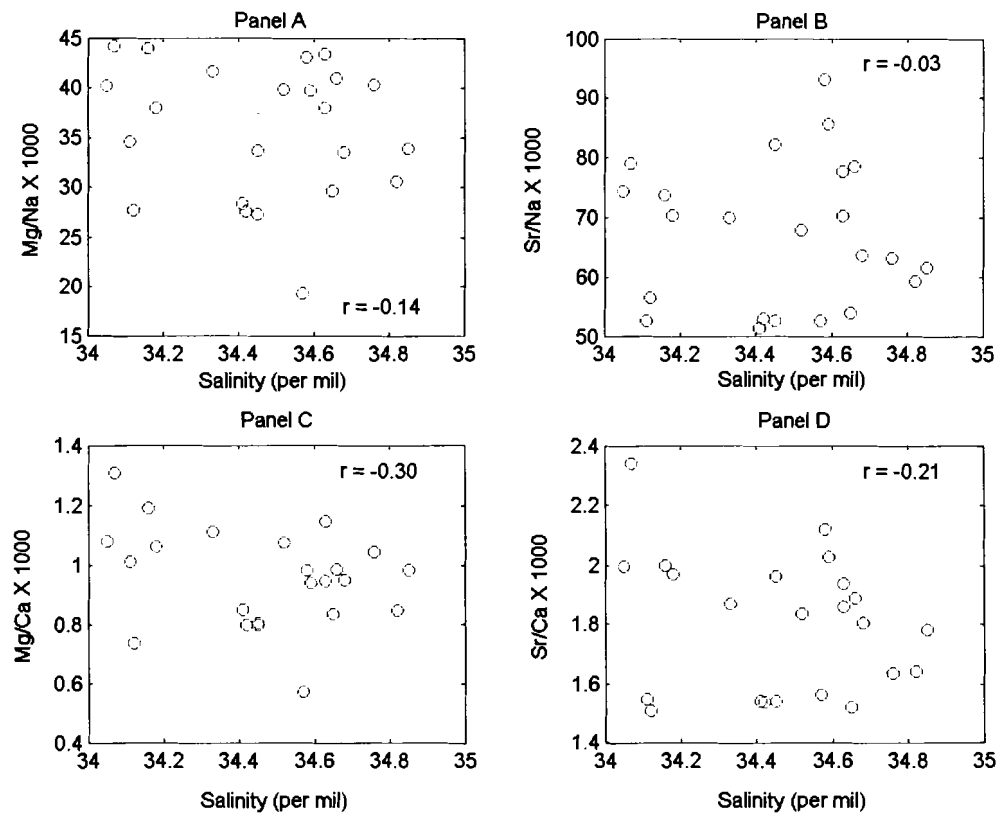 Panel A
45
40
35
30
25
20
15
Mg/Na X 1000
r = -0.14
34 34.2 34.4 34.6 34.8 35
Salinity (per mil)
Panel B
100
90
80
70
60
50
Sr/Na X 1000
r = -0.03
34 34.2 34.4 34.6 34.8 35
Salinity (per mil)
Panel C
1.4
1.2
1
0.8
0.6
0.4
Mg/Ca X 1000
r = -0.30
34 34.2 34.4 34.6 34.8 35
Salinity (per mil)
Panel D
2.4
2.2
2
1.8
1.6
1.4
Sr/Ca X 1000
r = -0.21
34 34.2 34.4 34.6 34.8 35
Salinity (per mil)